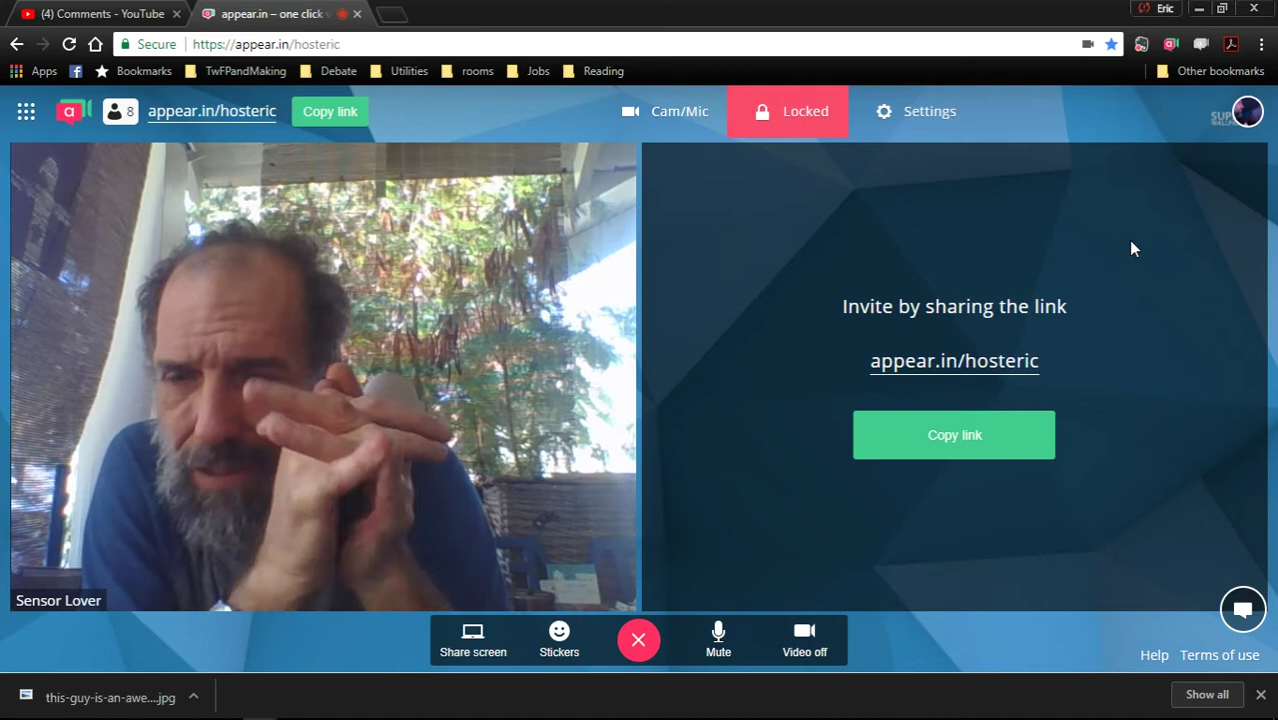 (4) Comments - YouTube
appear.in – one click
Eric
Secure
https://appear.in/hosteric
Apps
Bookmarks
TwFPandMaking
Debate
Utilities
rooms
Jobs
Reading
Other bookmarks
8
appear.in/hosteric
Copy link
Cam/Mic
Locked
Settings
Invite by sharing the link
appear.in/hosteric
Copy link
Sensor Lover
Share screen
Stickers
Mute
Video off
Help
Terms of use
this-guy-is-an-awe....jpg
Show all